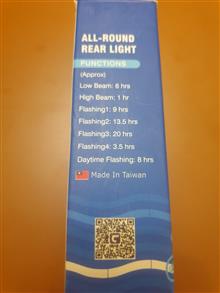 ALL-ROUND
REAR LIGHT
FUNCTIONS
(Approx)
Low Beam: 6 hrs
High Beam: 1 hr
Flashing1: 9 hrs
Flashing2: 13.5 hrs
Flashing3: 20 hrs
Flashing4: 3.5 hrs
Daytime Flashing: 8 hrs
Made In Taiwan